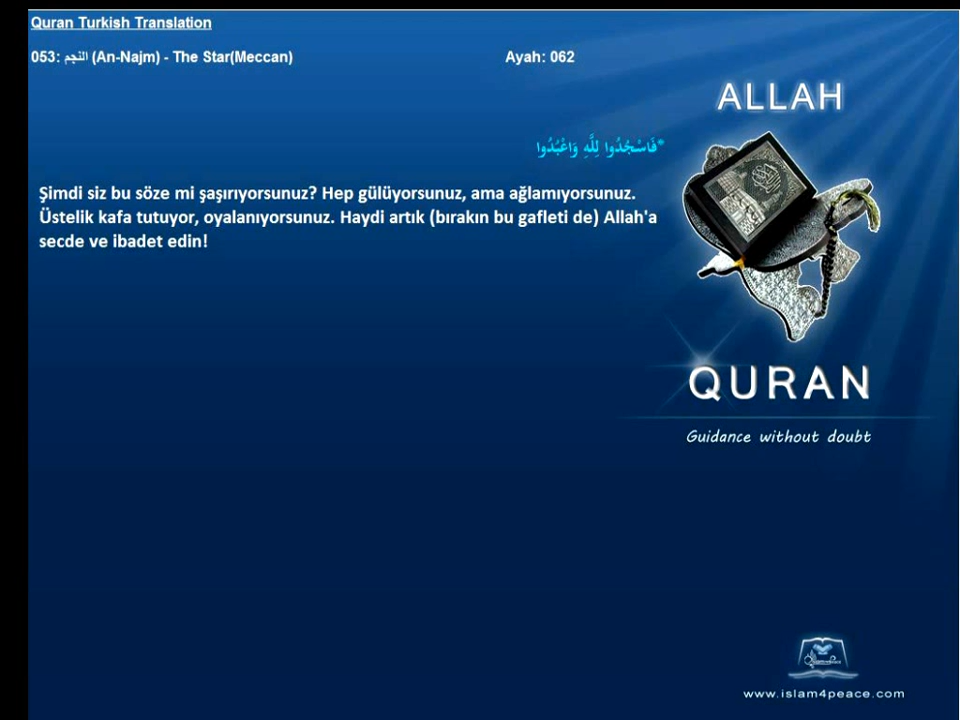 Quran Turkish Translation
053: النجم (An-Najm) - The Star(Meccan) Ayah: 062
ALLAH
فَاسْجُدُوا لِلَّهِ وَاعْبُدُوا*
Şimdi siz bu söze mi şaşırıyorsunuz? Hep gülüyorsunuz, ama ağlamıyorsunuz.
Üstelik kafa tutuyor, oyalanıyorsunuz. Haydi artık (bırakın bu gafleti de) Allah'a
secde ve ibadet edin!
QURAN
Guidance without doubt
www.islam4peace.com